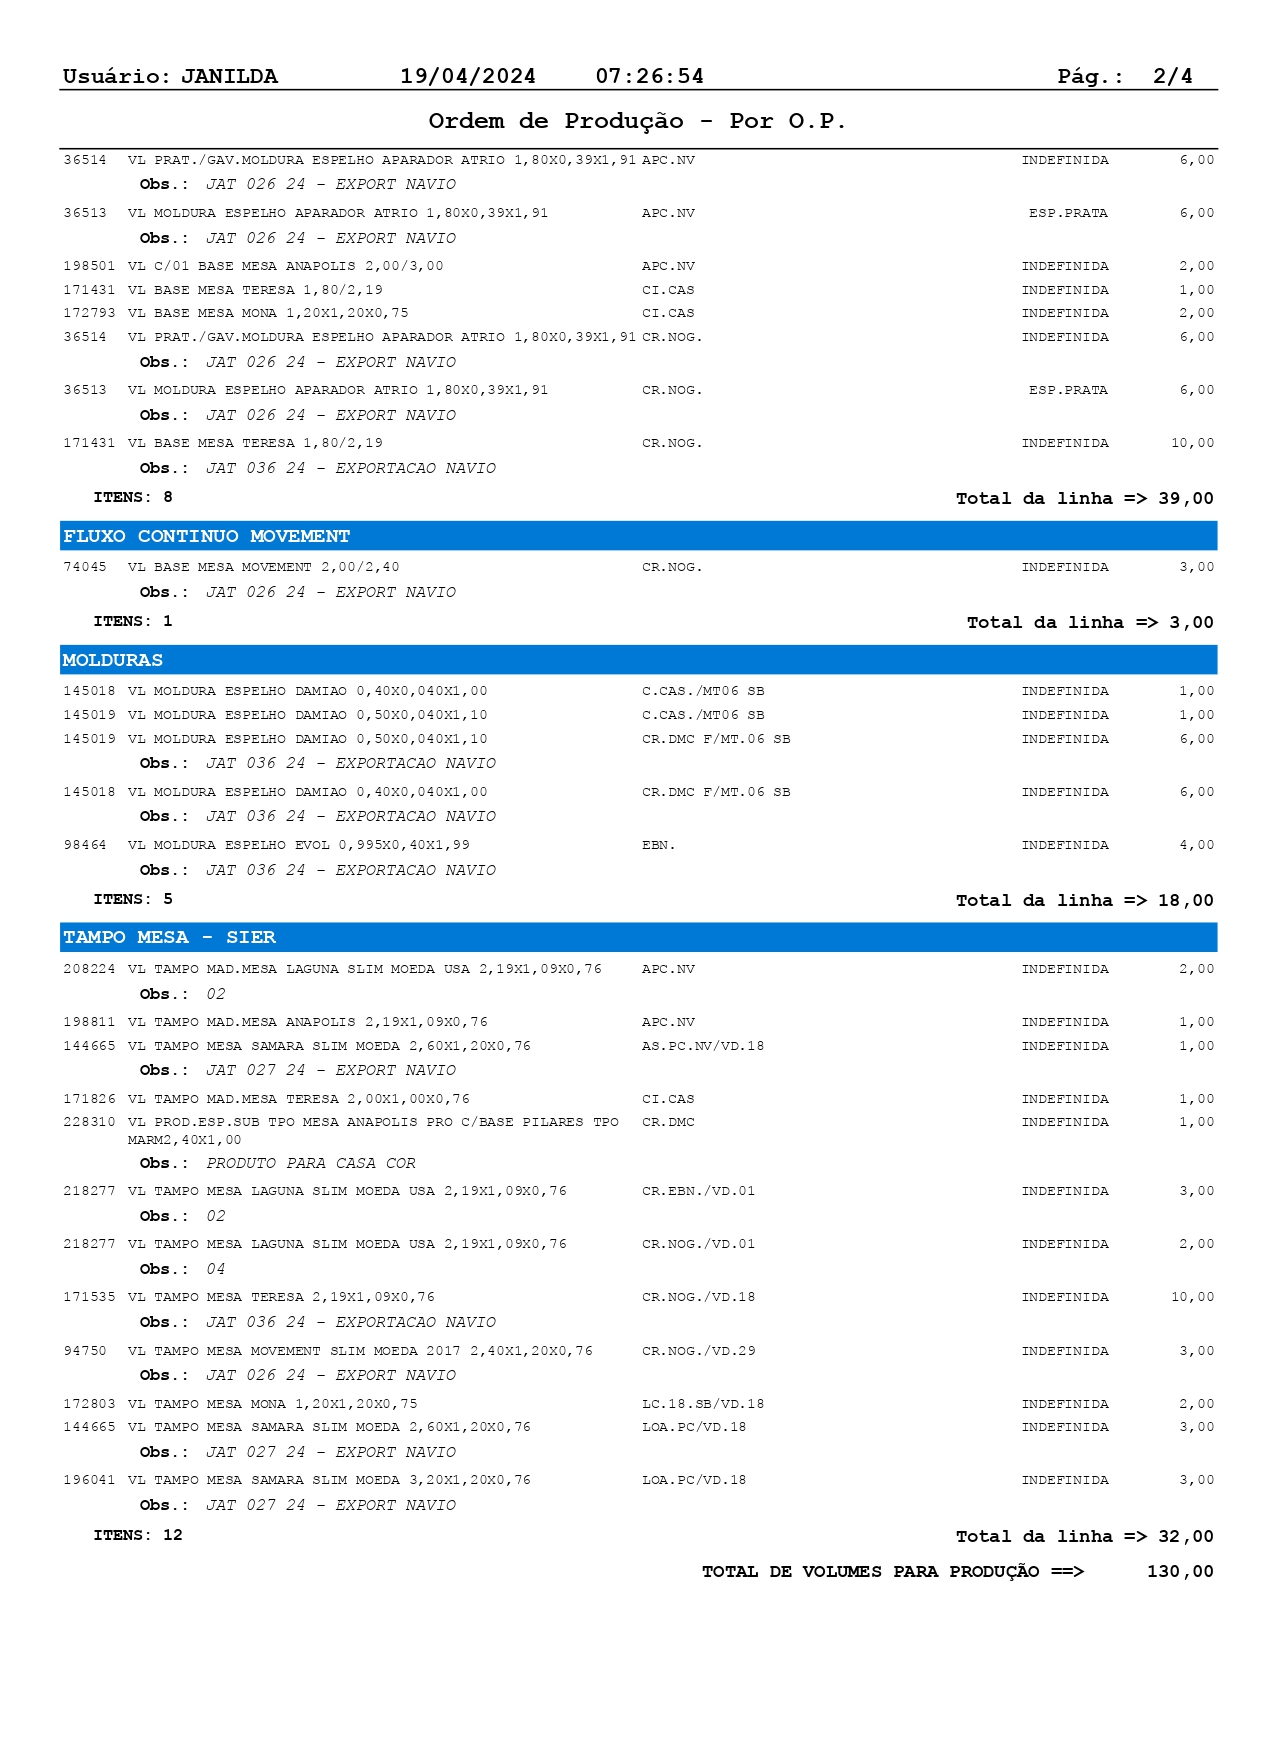 Usuário: JANILDA 19/04/2024 07:26:54 Pág.: 2/4
Ordem de Produção - Por O.P.
36514 VL PRAT./GAV.MOLDURA ESPELHO APARADOR ATRIO 1,80X0,39X1,91 APC.NV INDEFINIDA 6,00
Obs.: JAT 026 24 - EXPORT NAVIO
36513 VL MOLDURA ESPELHO APARADOR ATRIO 1,80X0,39X1,91 APC.NV ESP.PRATA 6,00
Obs.: JAT 026 24 - EXPORT NAVIO
198501 VL C/01 BASE MESA ANAPOLIS 2,00/3,00 APC.NV INDEFINIDA 2,00
171431 VL BASE MESA TERESA 1,80/2,19 CI.CAS INDEFINIDA 1,00
172793 VL BASE MESA MONA 1,20X1,20X0,75 CI.CAS INDEFINIDA 2,00
36514 VL PRAT./GAV.MOLDURA ESPELHO APARADOR ATRIO 1,80X0,39X1,91 CR.NOG. INDEFINIDA 6,00
Obs.: JAT 026 24 - EXPORT NAVIO
36513 VL MOLDURA ESPELHO APARADOR ATRIO 1,80X0,39X1,91 CR.NOG. ESP.PRATA 6,00
Obs.: JAT 026 24 - EXPORT NAVIO
171431 VL BASE MESA TERESA 1,80/2,19 CR.NOG. INDEFINIDA 10,00
Obs.: JAT 036 24 - EXPORTACAO NAVIO
ITENS: 8 Total da linha => 39,00
FLUXO CONTINUO MOVEMENT
74045 VL BASE MESA MOVEMENT 2,00/2,40 CR.NOG. INDEFINIDA 3,00
Obs.: JAT 026 24 - EXPORT NAVIO
ITENS: 1 Total da linha => 3,00
MOLDURAS
145018 VL MOLDURA ESPELHO DAMIAO 0,40X0,040X1,00 C.CAS./MT06 SB INDEFINIDA 1,00
145019 VL MOLDURA ESPELHO DAMIAO 0,50X0,040X1,10 C.CAS./MT06 SB INDEFINIDA 1,00
145019 VL MOLDURA ESPELHO DAMIAO 0,50X0,040X1,10 CR.DMC F/MT.06 SB INDEFINIDA 6,00
Obs.: JAT 036 24 - EXPORTACAO NAVIO
145018 VL MOLDURA ESPELHO DAMIAO 0,40X0,040X1,00 CR.DMC F/MT.06 SB INDEFINIDA 6,00
Obs.: JAT 036 24 - EXPORTACAO NAVIO
98464 VL MOLDURA ESPELHO EVOL 0,995X0,40X1,99 EBN. INDEFINIDA 4,00
Obs.: JAT 036 24 - EXPORTACAO NAVIO
ITENS: 5 Total da linha => 18,00
TAMPO MESA - SIER
208224 VL TAMPO MAD.MESA LAGUNA SLIM MOEDA USA 2,19X1,09X0,76 APC.NV INDEFINIDA 2,00
Obs.: 02
198811 VL TAMPO MAD.MESA ANAPOLIS 2,19X1,09X0,76 APC.NV INDEFINIDA 1,00
144665 VL TAMPO MESA SAMARA SLIM MOEDA 2,60X1,20X0,76 AS.PC.NV/VD.18 INDEFINIDA 1,00
Obs.: JAT 027 24 - EXPORT NAVIO
171826 VL TAMPO MAD.MESA TERESA 2,00X1,00X0,76 CI.CAS INDEFINIDA 1,00
228310 VL PROD.ESP.SUB TPO MESA ANAPOLIS PRO C/BASE PILARES TPO CR.DMC INDEFINIDA 1,00
MARM2,40X1,00
Obs.: PRODUTO PARA CASA COR
218277 VL TAMPO MESA LAGUNA SLIM MOEDA USA 2,19X1,09X0,76 CR.EBN./VD.01 INDEFINIDA 3,00
Obs.: 02
218277 VL TAMPO MESA LAGUNA SLIM MOEDA USA 2,19X1,09X0,76 CR.NOG./VD.01 INDEFINIDA 2,00
Obs.: 04
171535 VL TAMPO MESA TERESA 2,19X1,09X0,76 CR.NOG./VD.18 INDEFINIDA 10,00
Obs.: JAT 036 24 - EXPORTACAO NAVIO
94750 VL TAMPO MESA MOVEMENT SLIM MOEDA 2017 2,40X1,20X0,76 CR.NOG./VD.29 INDEFINIDA 3,00
Obs.: JAT 026 24 - EXPORT NAVIO
172803 VL TAMPO MESA MONA 1,20X1,20X0,75 LC.18.SB/VD.18 INDEFINIDA 2,00
144665 VL TAMPO MESA SAMARA SLIM MOEDA 2,60X1,20X0,76 LOA.PC/VD.18 INDEFINIDA 3,00
Obs.: JAT 027 24 - EXPORT NAVIO
196041 VL TAMPO MESA SAMARA SLIM MOEDA 3,20X1,20X0,76 LOA.PC/VD.18 INDEFINIDA 3,00
Obs.: JAT 027 24 - EXPORT NAVIO
ITENS: 12 Total da linha => 32,00
TOTAL DE VOLUMES PARA PRODUÇÃO ==> 130,00